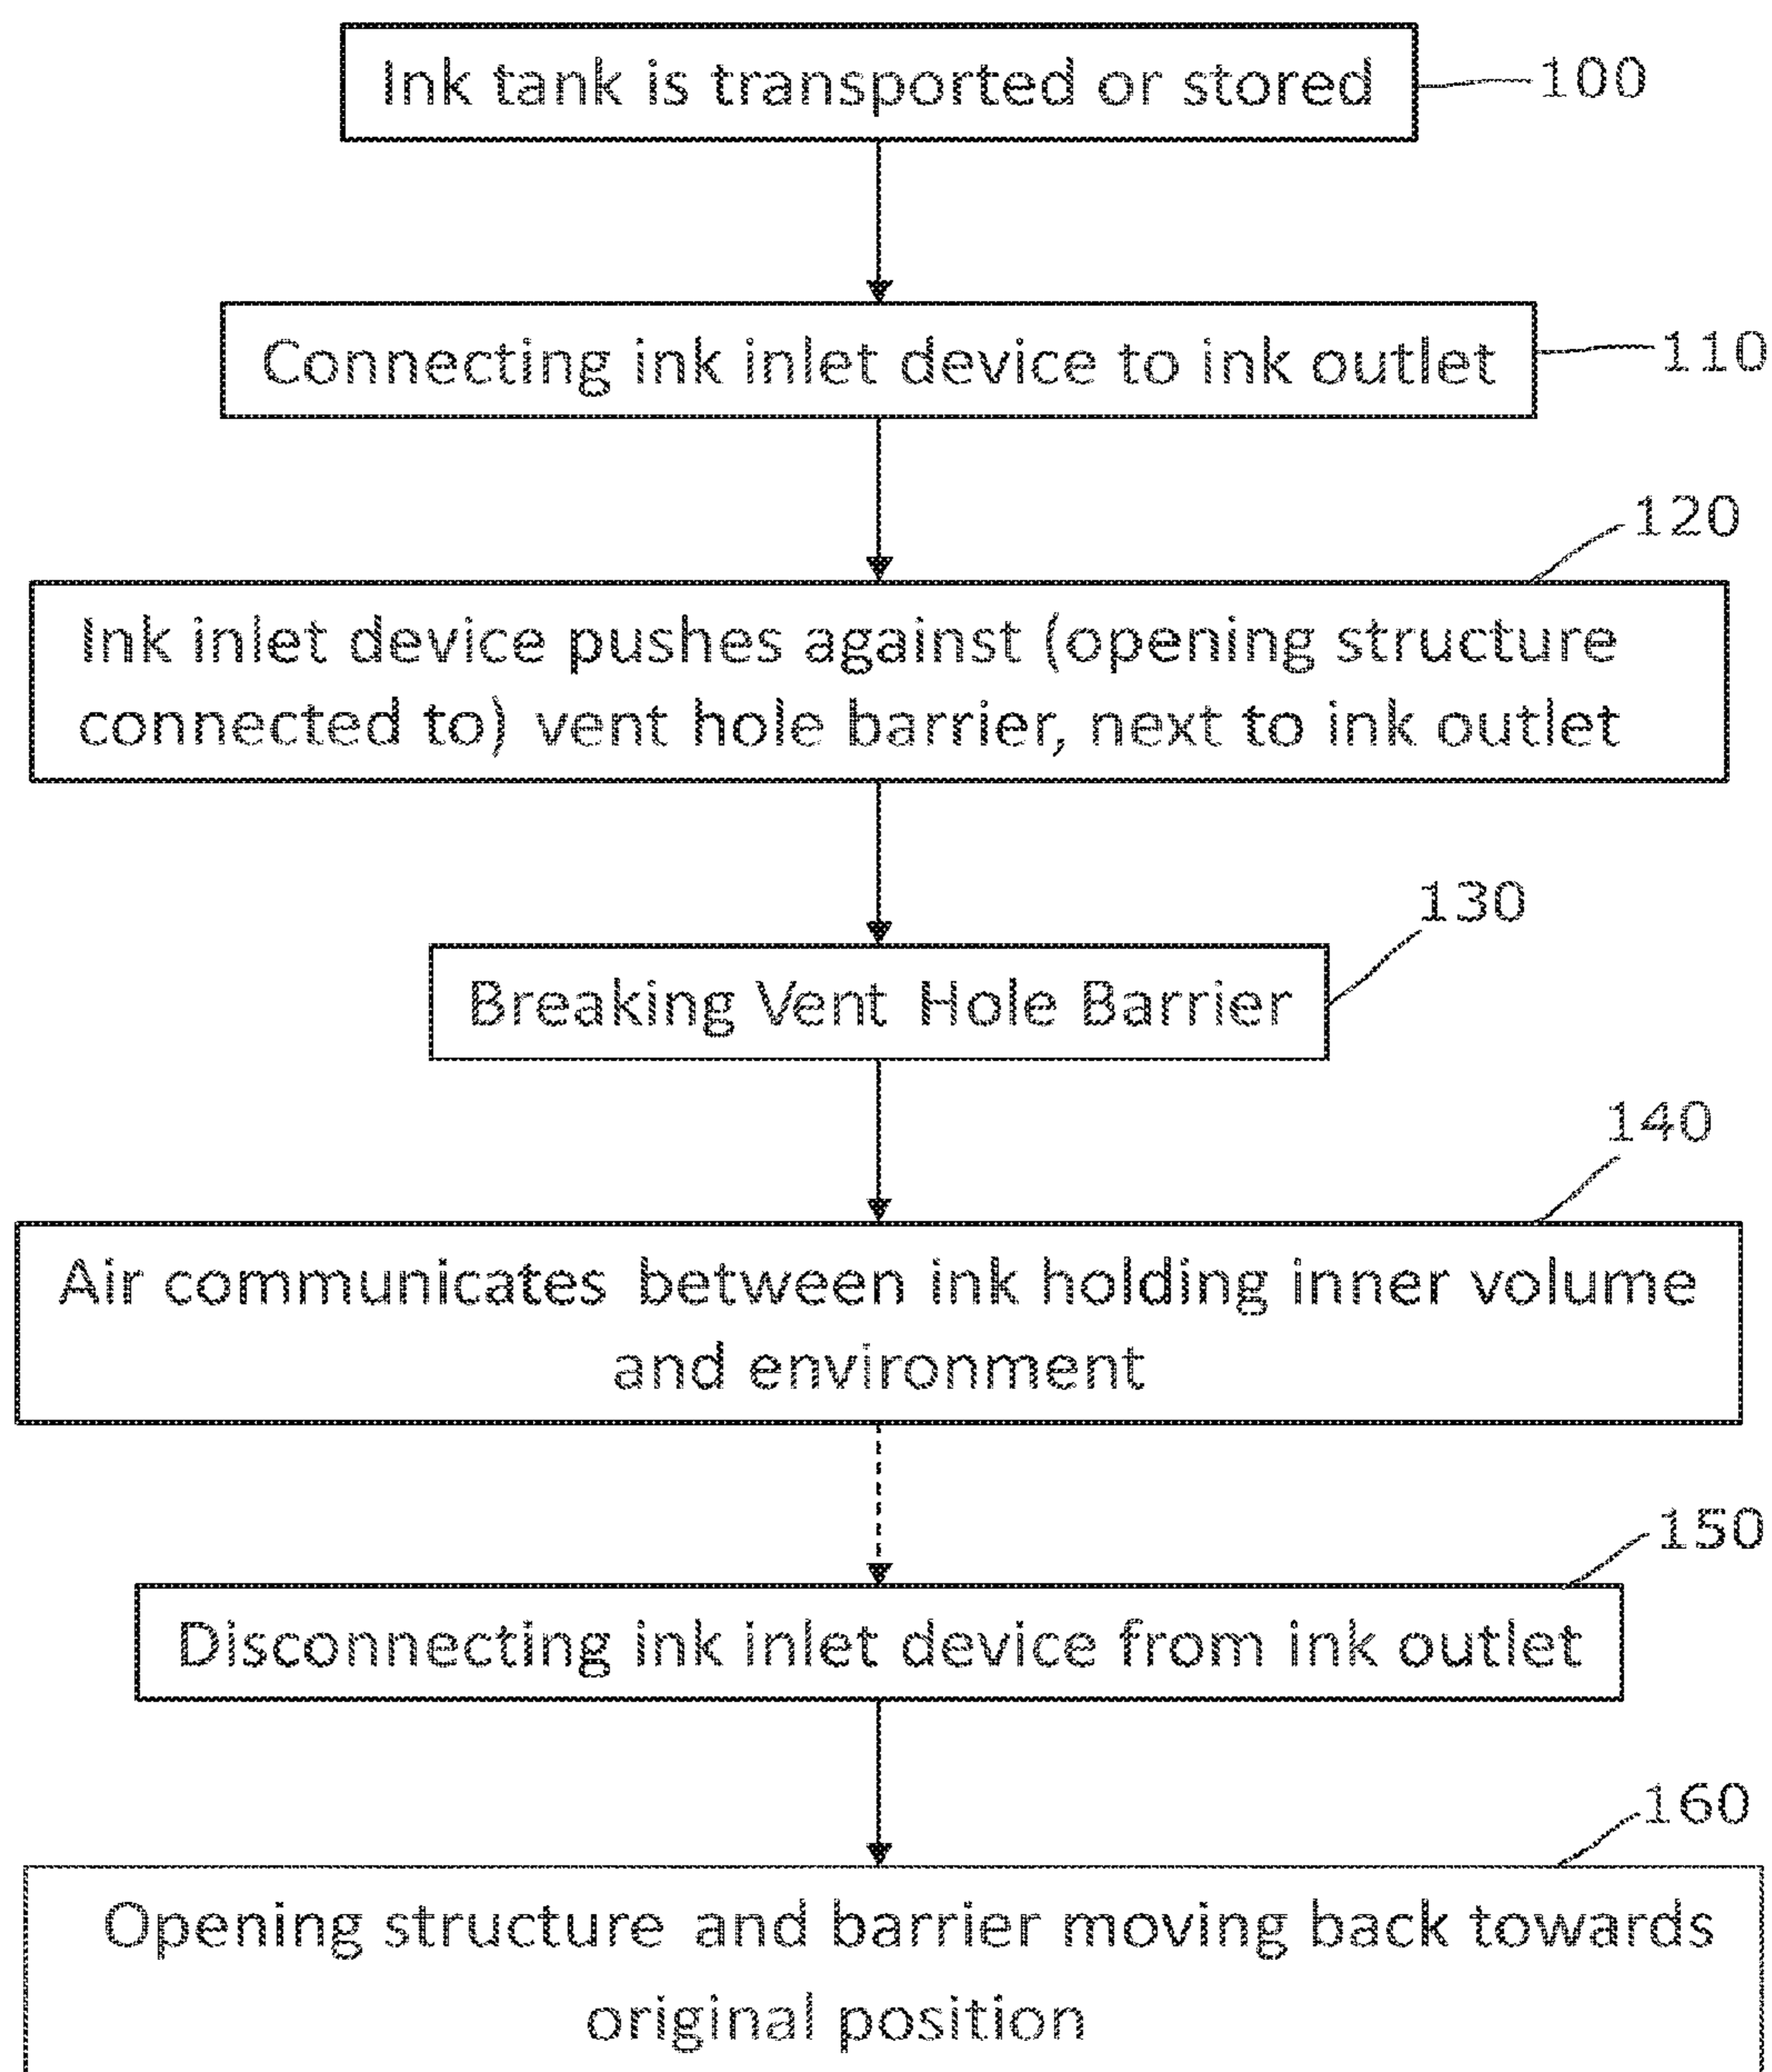 Ink tank is transported or stored
100
Connecting ink inlet device to ink outlet
110
120
Ink inlet device pushes against (opening structure
connected to) vent hole barrier, next to ink outlet
130
Breaking Vent Hole Barrier
140
Air communicates between ink holding inner volume
and environment
150
Disconnecting ink inlet device from ink outlet
160
Opening structure and barrier moving back towards
original position